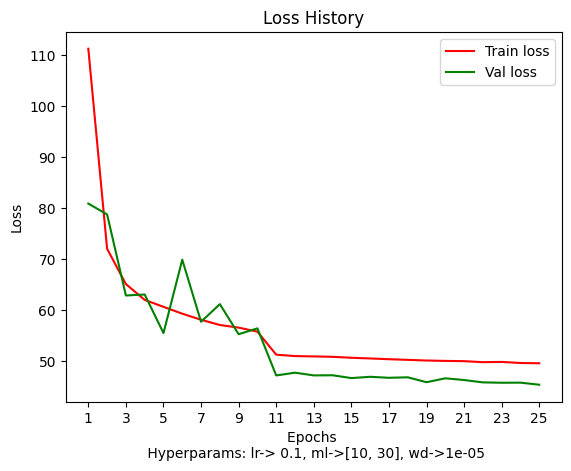 Loss History
Train loss
Val loss
Loss
110
100
90
80
70
60
50
1 3 5 7 9 11 13 15 17 19 21 23 25
Epochs
Hyperparams: lr-> 0.1, ml->[10, 30], wd->1e-05